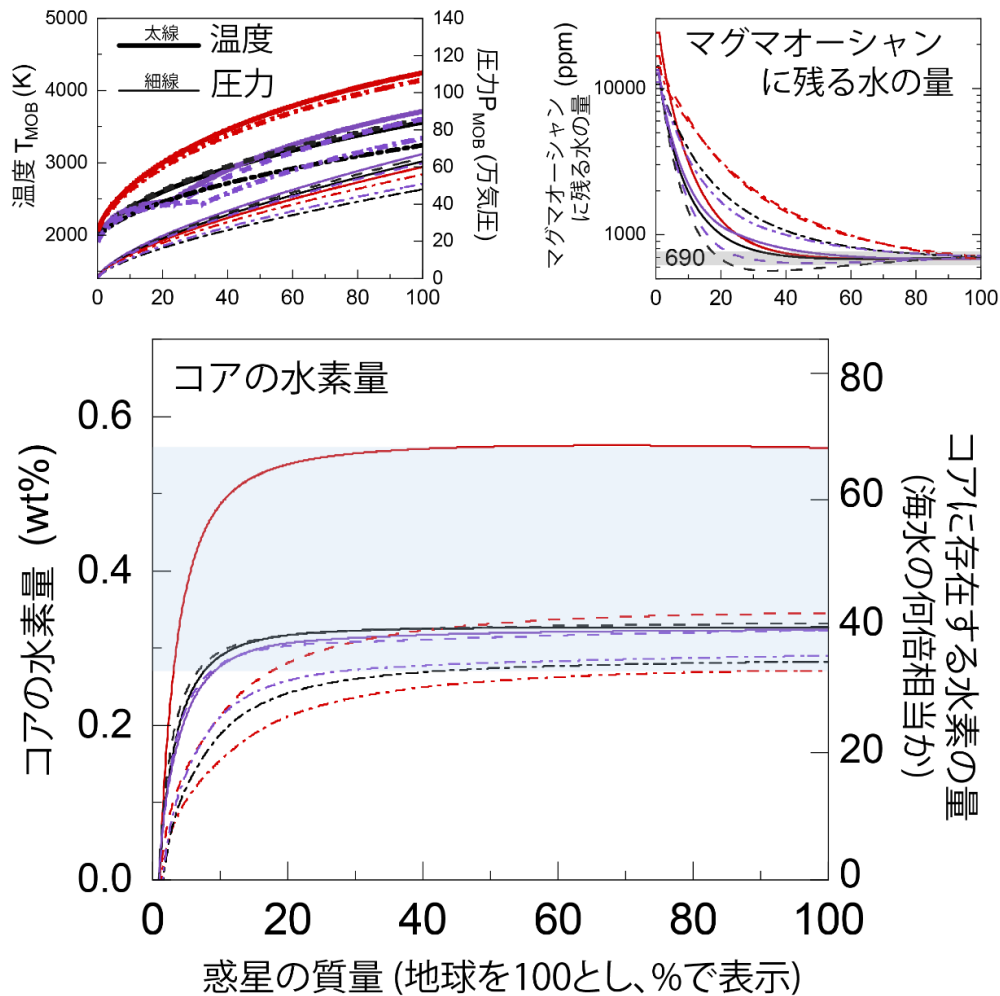 5000
4000
3000
2000
温度 TMOB (K)
太線
温度
細線
圧力
140
120
100
80
60
40
20
0
圧力PMOB (万気圧)
0 20 40 60 80 100
マグマオーシャン
に残る水の量 (ppm)
10000
1000
マグマオーシャン
に残る水の量
690
0 20 40 60 80 100
コアの水素量
コアの水素量 (wt%)
0.6
0.4
0.2
0.0
80
60
40
20
0
コアに存在する水素の量
(海水の何倍相当か)
0 20 40 60 80 100
惑星の質量 (地球を100とし、%で表示)